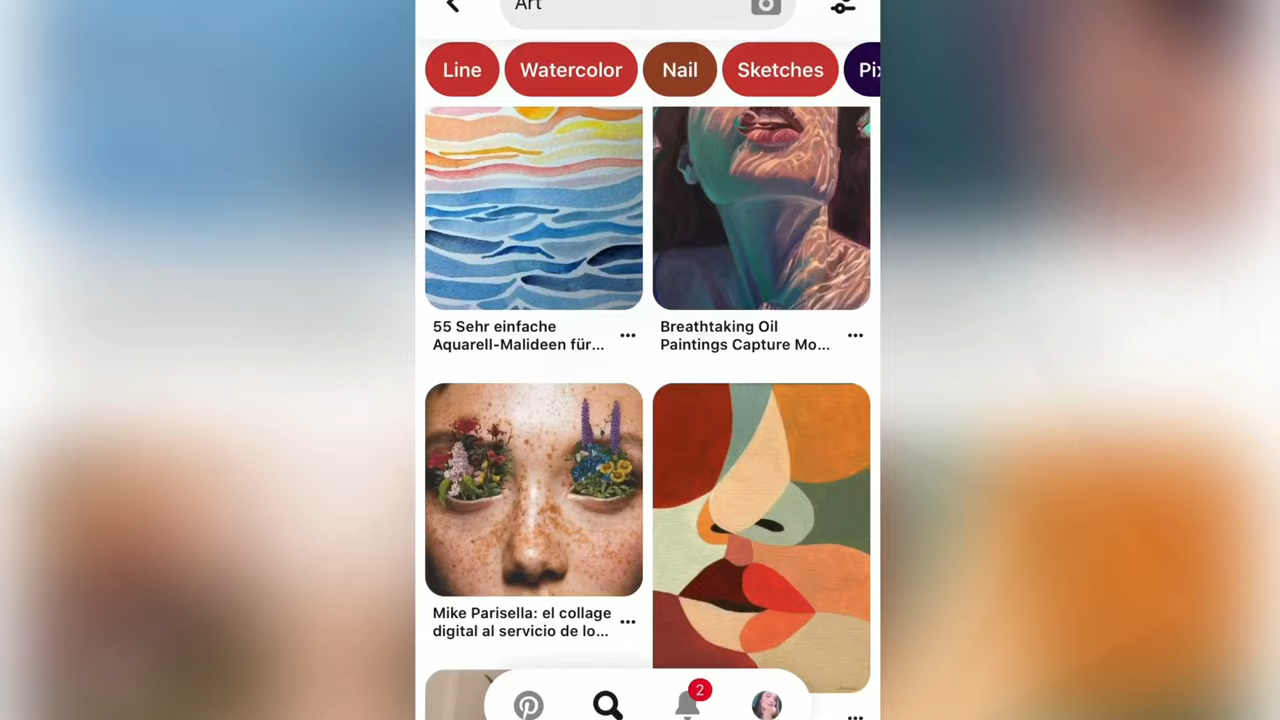 Art
Line
Watercolor
Nail
Sketches
Pix
55 Sehr einfache
Aquarell-Malideen für...
Breathtaking Oil
Paintings Capture Mo...
Mike Parisella: el collage
digital al servicio de lo...
2